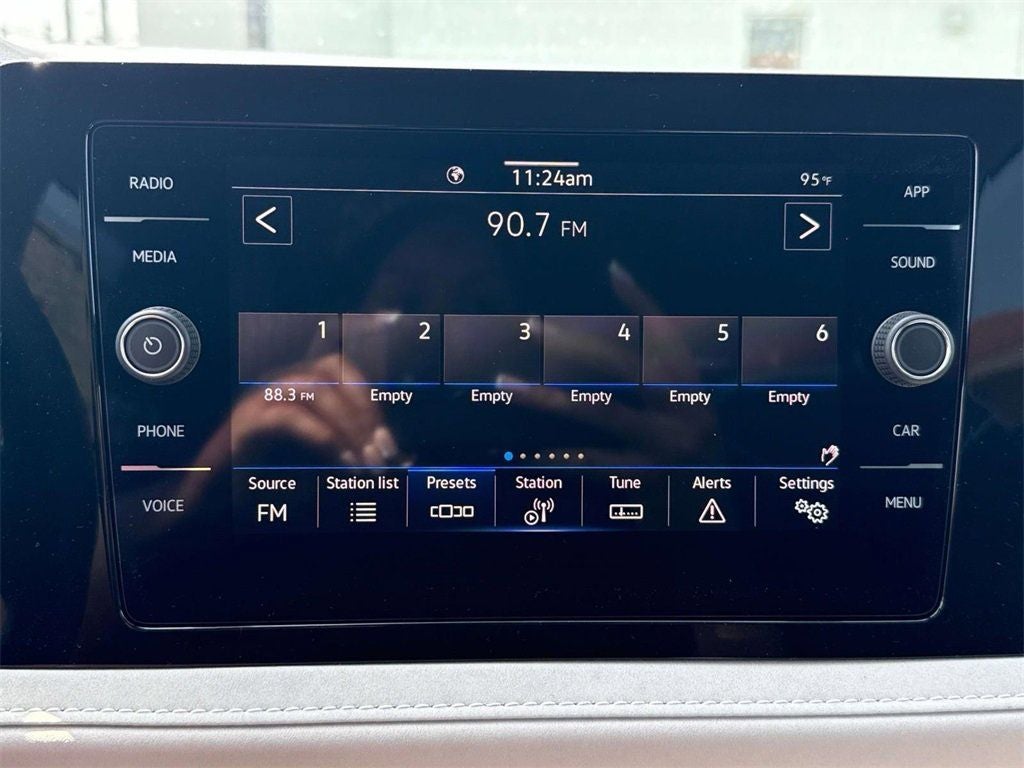 RADIO
MEDIA
PHONE
VOICE
11:24am
95°F
90.7 FM
1 2 3 4 5 6
88.3 FM Empty Empty Empty Empty Empty
Source Station list Presets Station Tune Alerts Settings
FM
APP
SOUND
CAR
MENU